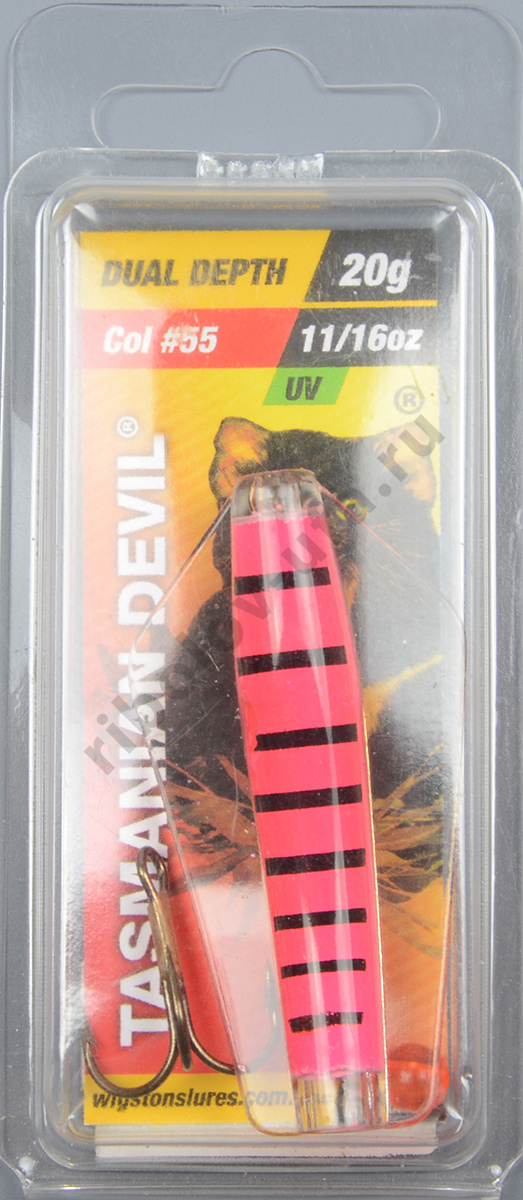 DUAL DEPTH 20g
Col #55 11/16oz
UV
®
TASMANIAN DEVIL®
wigstonslures.com.